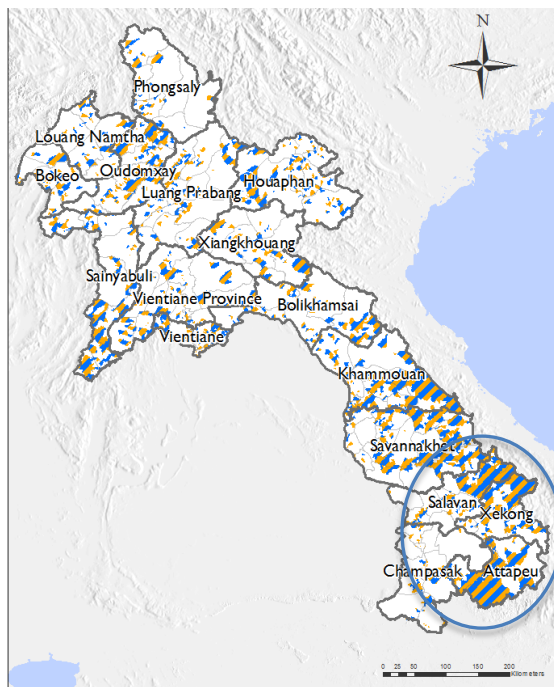 N
Phongsaly
Louang Namtha
Bokeo
Oudomxay
Luang Prabang
Houaphan
Xiangkhouang
Sainyabuli
Vientiane Province
Bolikhamsai
Vientiane
Khammouan
Savannakhet
Salavan
Xekong
Champasak
Attapeu
0 25 50 100 150 200
Kilometers